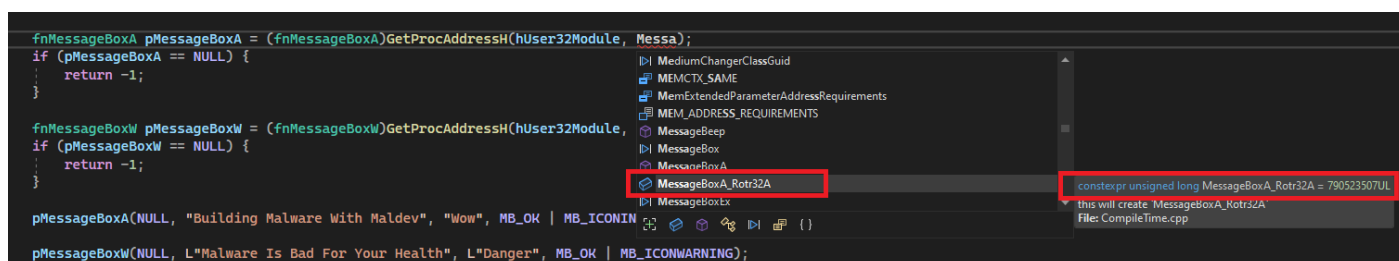 fnMessageBoxA pMessageBoxA = (fnMessageBoxA)GetProcAddressH(hUser32Module, Messa);
if (pMessageBoxA == NULL) {
return -1;
}
fnMessageBoxW pMessageBoxW = (fnMessageBoxW)GetProcAddressH(hUser32Module,
if (pMessageBoxW == NULL) {
return -1;
}
pMessageBoxA(NULL, "Building Malware With Maldev", "Wow", MB_OK | MB_ICONIN
pMessageBoxW(NULL, L"Malware Is Bad For Your Health", L"Danger", MB_OK | MB_ICONWARNING);
MediumChangerClassGuid
MEMCTX_SAME
MemExtendedParameterAddressRequirements
MEM_ADDRESS_REQUIREMENTS
MessageBeep
MessageBox
MessageBoxA
MessageBoxA_Rotr32A
MessageBoxEx
constexpr unsigned long MessageBoxA_Rotr32A = 790523507UL
this will create 'MessageBoxA_Rotr32A'
File: CompileTime.cpp